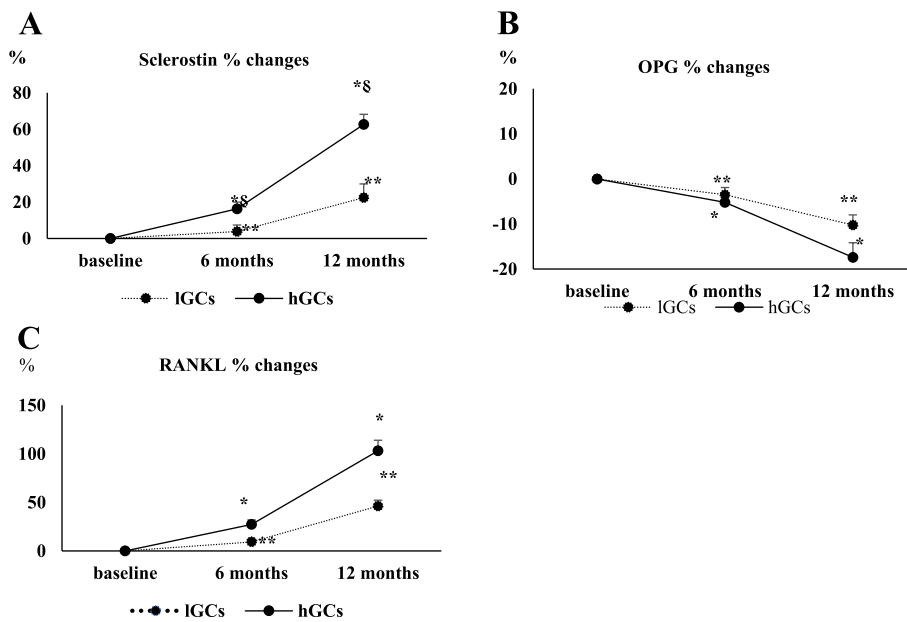 A
%
Sclerostin % changes
80
60
40
20
0
*§
*§
**
**
baseline 6 months 12 months
lGCs hGCs
B
%
OPG % changes
20
10
0
-10
-20
**
*
**
*
baseline 6 months 12 months
lGCs hGCs
C
%
RANKL % changes
150
100
50
0
*
**
*
**
baseline 6 months 12 months
lGCs hGCs